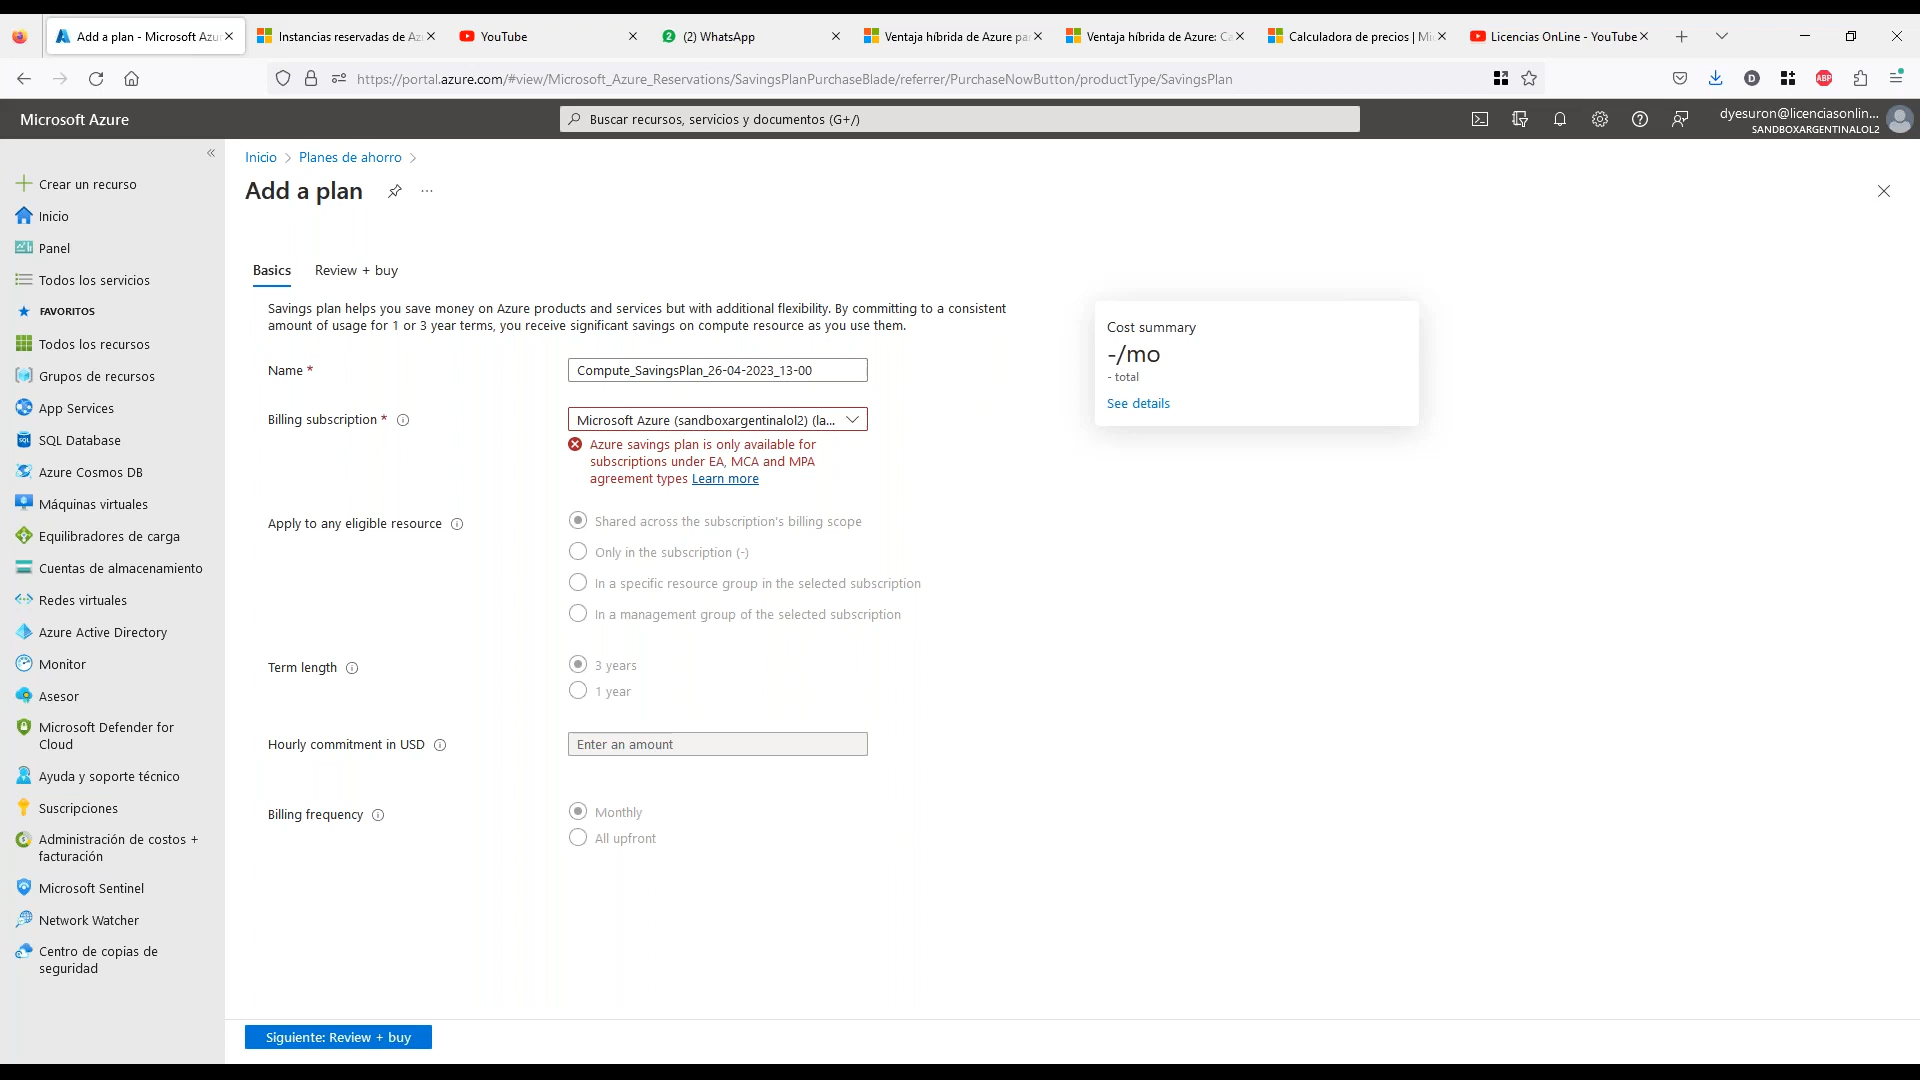 Add a plan - Microsoft Azu
Instancias reservadas de Az
YouTube
(2) WhatsApp
Ventaja híbrida de Azure pa
Ventaja híbrida de Azure: Ca
Calculadora de precios | Mi
Licencias OnLine - YouTube
https://portal.azure.com/#view/Microsoft_Azure_Reservations/SavingsPlanPurchaseBlade/referrer/PurchaseNowButton/productType/SavingsPlan
D
ABP
Microsoft Azure
Buscar recursos, servicios y documentos (G+/)
dyesuron@licenciasonlin...
SANDBOXARGENTINALOL2
Crear un recurso
Inicio
Panel
Todos los servicios
FAVORITOS
Todos los recursos
Grupos de recursos
App Services
SQL Database
Azure Cosmos DB
Máquinas virtuales
Equilibradores de carga
Cuentas de almacenamiento
Redes virtuales
Azure Active Directory
Monitor
Asesor
Microsoft Defender for
Cloud
Ayuda y soporte técnico
Suscripciones
Administración de costos +
facturación
Microsoft Sentinel
Network Watcher
Centro de copias de
seguridad
Inicio > Planes de ahorro >
Add a plan
Basics
Review + buy
Savings plan helps you save money on Azure products and services but with additional flexibility. By committing to a consistent
amount of usage for 1 or 3 year terms, you receive significant savings on compute resource as you use them.
Name *
Compute_SavingsPlan_26-04-2023_13-00
Billing subscription *
Microsoft Azure (sandboxargentinalol2) (la...
Azure savings plan is only available for
subscriptions under EA, MCA and MPA
agreement types Learn more
Apply to any eligible resource
Shared across the subscription's billing scope
Only in the subscription (-)
In a specific resource group in the selected subscription
In a management group of the selected subscription
Term length
3 years
1 year
Hourly commitment in USD
Enter an amount
Billing frequency
Monthly
All upfront
Cost summary
-/mo
- total
See details
Siguiente: Review + buy